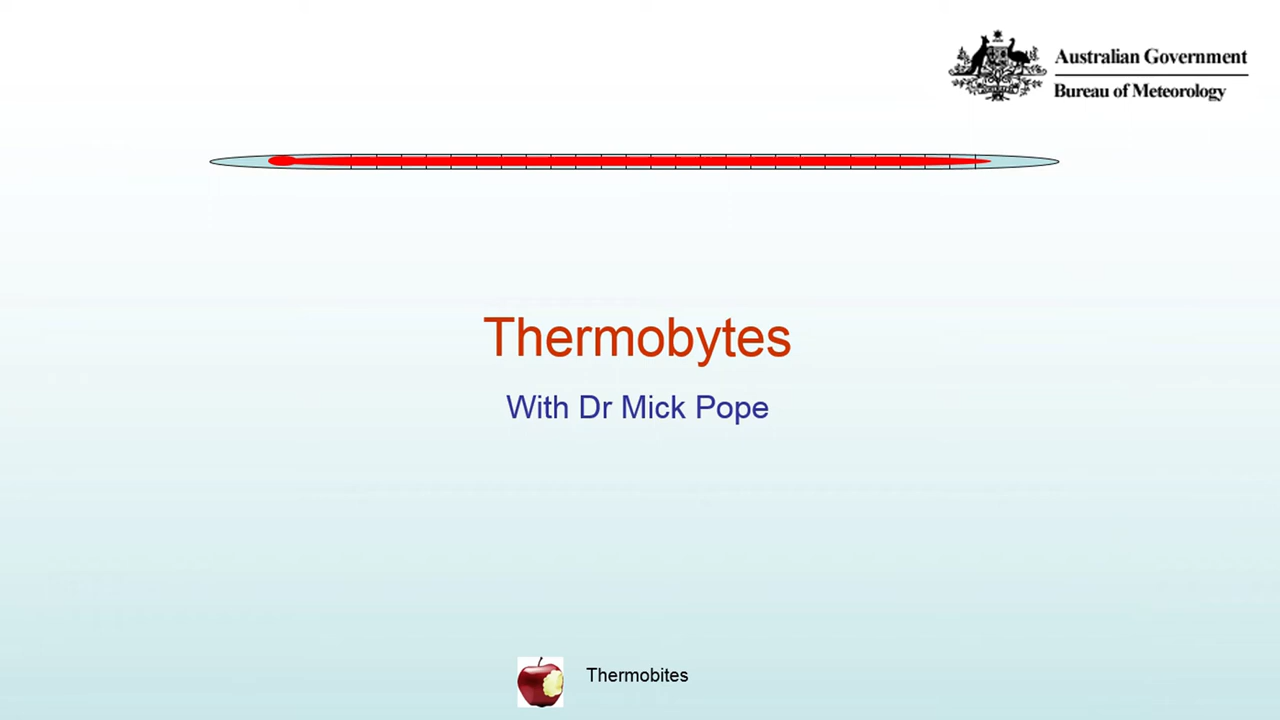 Australian Government
Bureau of Meteorology
Thermobytes
With Dr Mick Pope
Thermobites